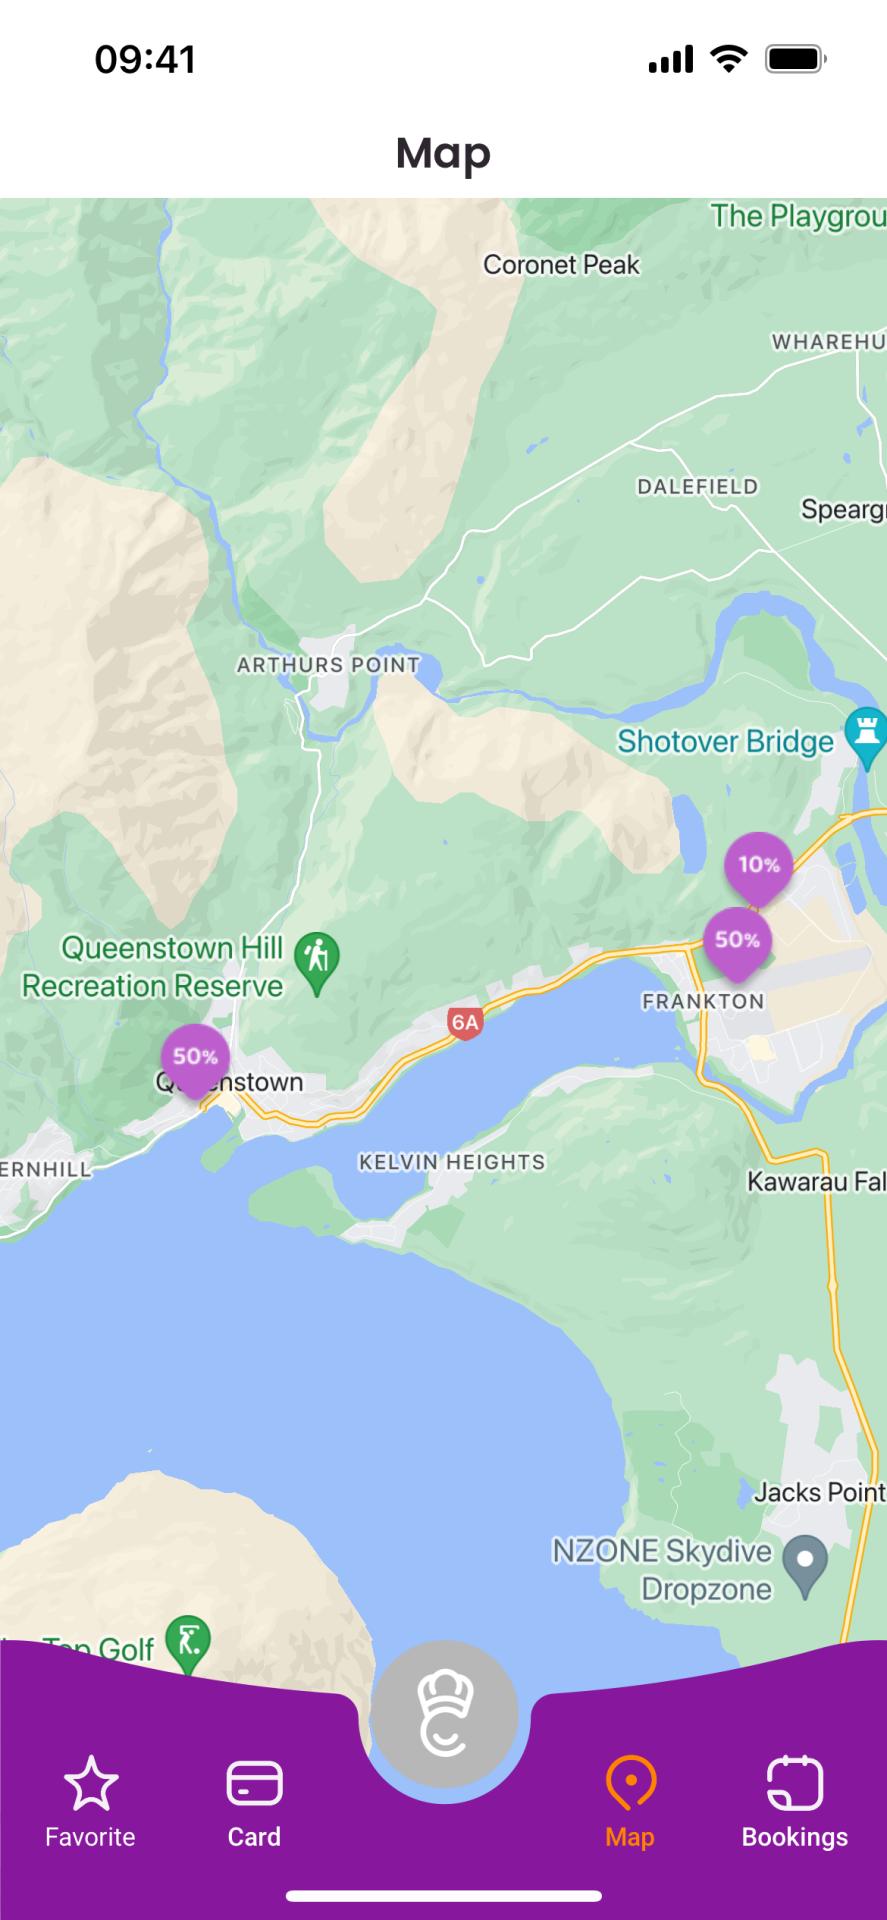 09:41
Map
The Playgrou
Coronet Peak
WHAREHU
DALEFIELD
Speargr
ARTHURS POINT
Shotover Bridge
10%
50%
Queenstown Hill
Recreation Reserve
FRANKTON
6A
50%
Queenstown
ERNHILL
KELVIN HEIGHTS
Kawarau Fal
Jacks Point
NZONE Skydive
Dropzone
Top Golf
Favorite
Card
Map
Bookings